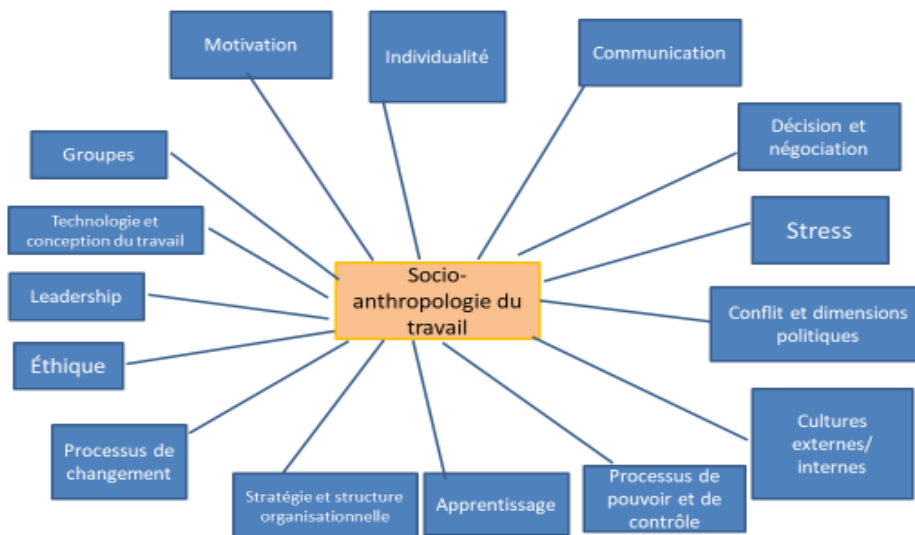 Motivation
Individualité
Communication
Décision et
négociation
Groupes
Technologie et
conception du travail
Stress
Socio-
anthropologie du
travail
Leadership
Conflit et dimensions
politiques
Éthique
Cultures
externes/
internes
Processus de
changement
Stratégie et structure
organisationnelle
Apprentissage
Processus de
pouvoir et de
contrôle